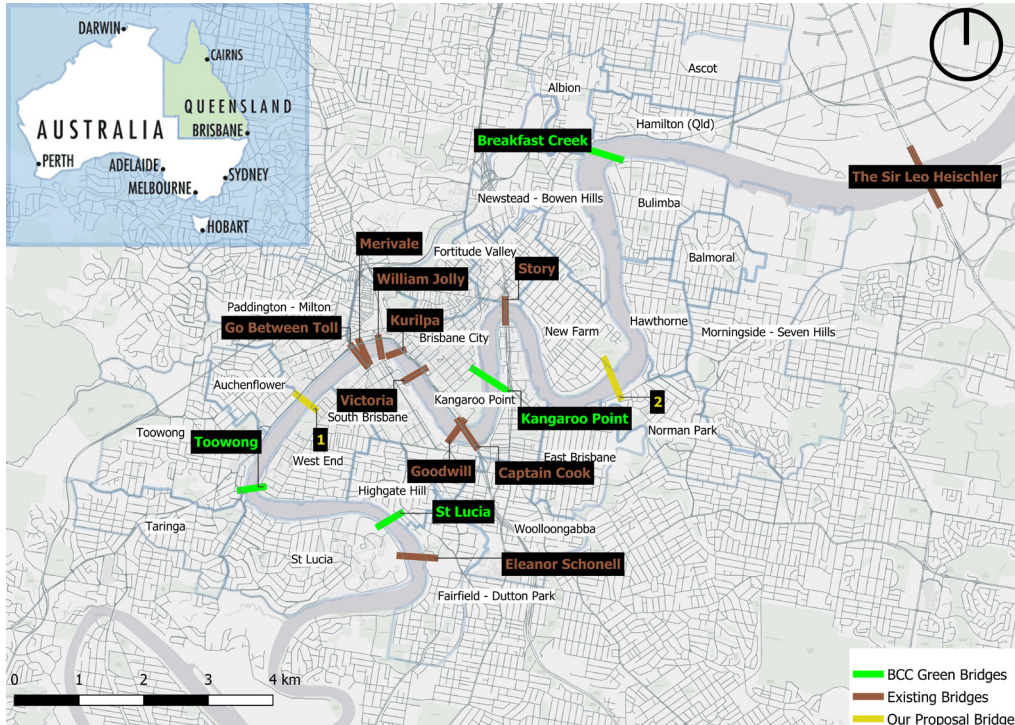 DARWIN
CAIRNS
QUEENSLAND
AUSTRALIA
BRISBANE
PERTH
ADELAIDE
SYDNEY
MELBOURNE
HOBART
Ascot
Albion
Hamilton (Qld)
Breakfast Creek
The Sir Leo Heischler
Newstead - Bowen Hills
Bulimba
Merivale
Fortitude Valley
Balmoral
William Jolly
Story
Paddington - Milton
Kurilpa
Go Between Toll
Brisbane City
New Farm
Hawthorne
Morningside - Seven Hills
Auchenflower
Victoria
Kangaroo Point
2
South Brisbane
Kangaroo Point
Toowong
Toowong
1
Norman Park
West End
East Brisbane
Goodwill
Captain Cook
Highgate Hill
St Lucia
Taringa
Woolloongabba
St Lucia
Eleanor Schonell
Fairfield - Dutton Park
0 1 2 3 4 km
BCC Green Bridges
Existing Bridges
Our Proposal Bridge